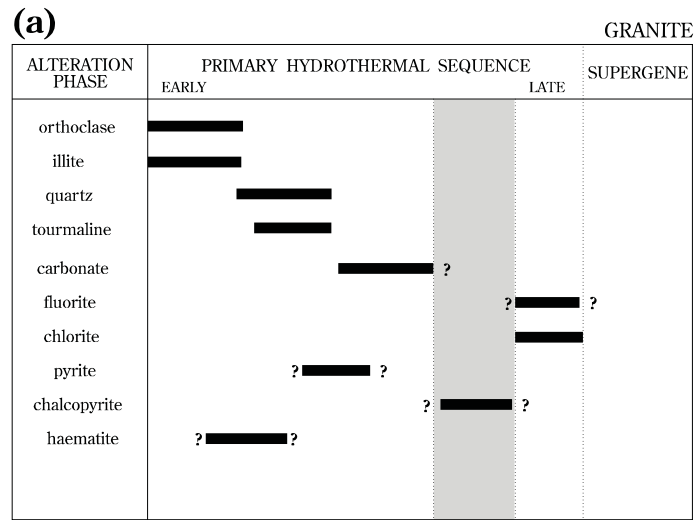 (a)
GRANITE
ALTERATION
PHASE
PRIMARY HYDROTHERMAL SEQUENCE
EARLY
LATE
SUPERGENE
orthoclase
illite
quartz
tourmaline
carbonate ?
fluorite ? ?
chlorite
pyrite ? ?
chalcopyrite ? ?
haematite ? ?